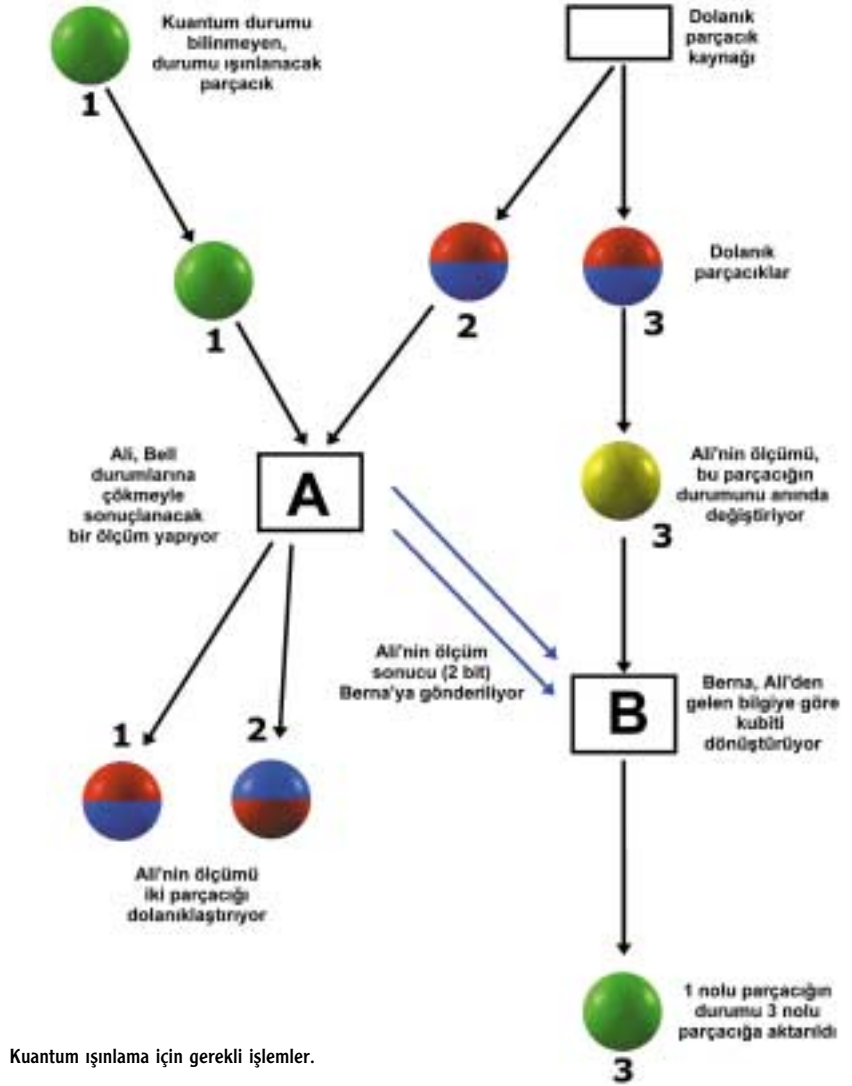 Kuantum durumu
bilinmeyen,
durumu ışınlanacak
parçacık
1
Dolanık
parçacık
kaynağı
1
2
3
Dolanık
parçacıklar
Ali, Bell
durumlarına
çökmeyle
sonuçlanacak
bir ölçüm yapıyor
A
Ali'nin ölçümü,
bu parçacığın
durumunu anında
değiştiriyor
3
Ali'nin ölçüm
sonucu (2 bit)
Berna'ya gönderiliyor
B
Berna, Ali'den
gelen bilgiye göre
kubiti
dönüştürüyor
1
2
Ali'nin ölçümü
iki parçacığı
dolanıklaştırıyor
1 nolu parçacığın
durumu 3 nolu
parçacığa aktarıldı
3
Kuantum ışınlama için gerekli işlemler.